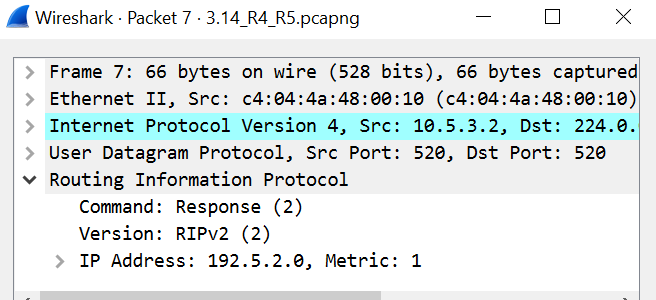 Wireshark · Packet 7 · 3.14_R4_R5.pcapng
Frame 7: 66 bytes on wire (528 bits), 66 bytes captured
Ethernet II, Src: c4:04:4a:48:00:10 (c4:04:4a:48:00:10)
Internet Protocol Version 4, Src: 10.5.3.2, Dst: 224.0.
User Datagram Protocol, Src Port: 520, Dst Port: 520
Routing Information Protocol
Command: Response (2)
Version: RIPv2 (2)
IP Address: 192.5.2.0, Metric: 1